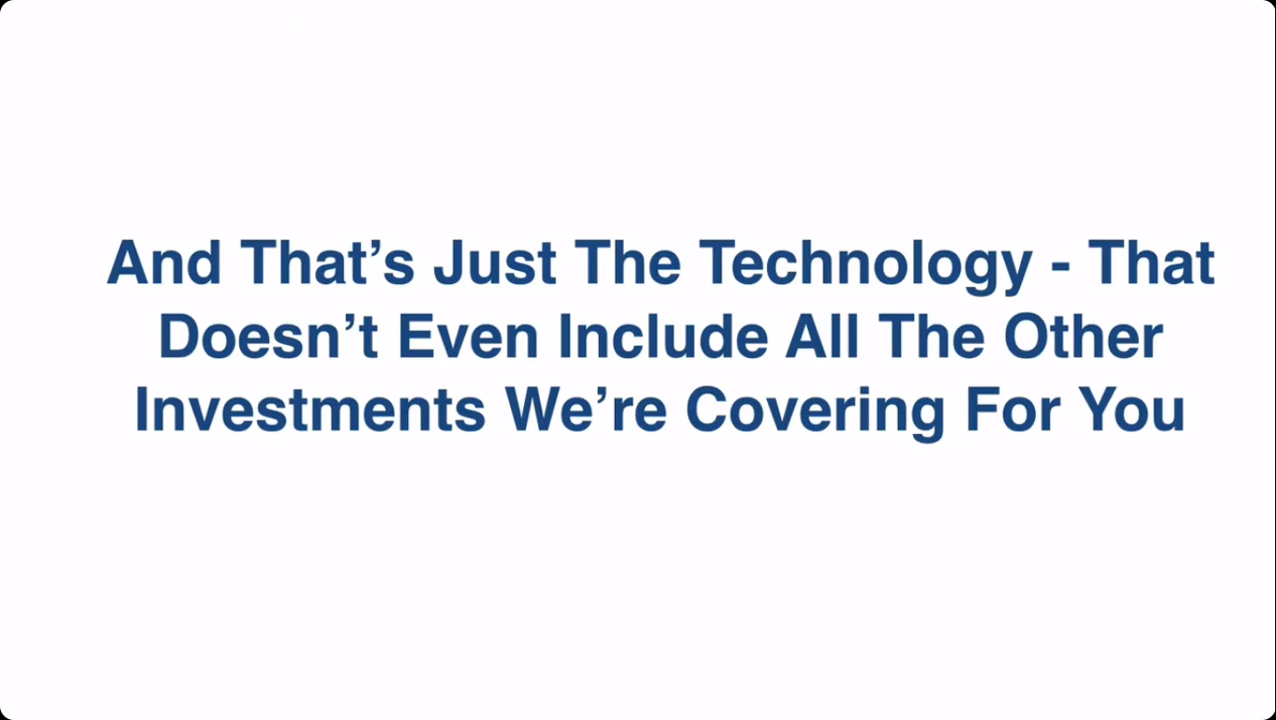 And That’s Just The Technology - That
Doesn’t Even Include All The Other
Investments We’re Covering For You